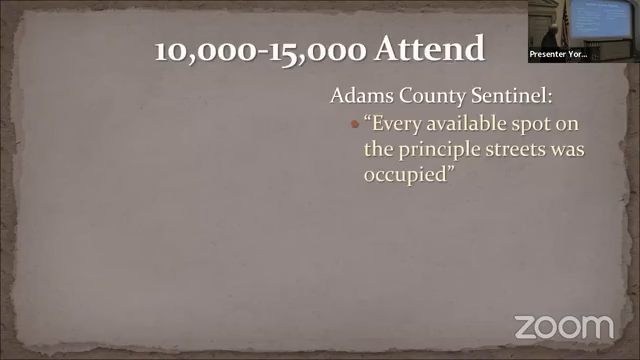 10,000-15,000 Attend
Presenter Yor...
Adams County Sentinel:
“Every available spot on
the principle streets was
occupied”
zoom